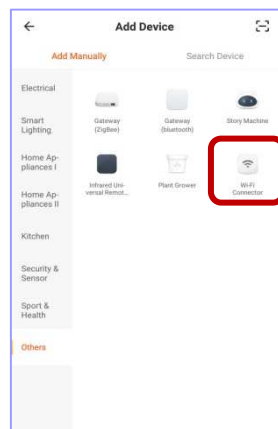 Add Device
Add Manually
Search Device
Electrical
Smart
Lighting
Home Ap-
pliances I
Home Ap-
pliances II
Kitchen
Security &
Sensor
Sport &
Health
Others
Gateway
(ZigBee)
Gateway
(bluetooth)
Story Machine
Infrared Uni-
versal Remot...
Plant Grower
Wi-Fi
Connector